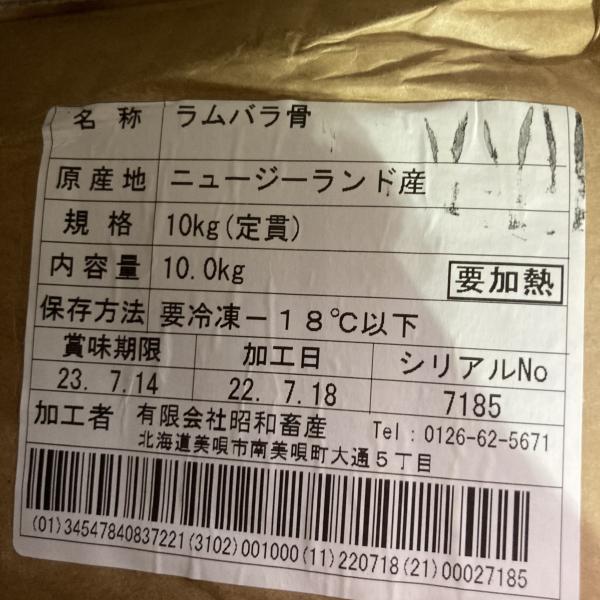 名称 ラムバラ骨
原産地 ニュージーランド産
規格 10kg(定貫)
内容量 10.0kg 要加熱
保存方法 要冷凍－１８℃以下
賞味期限 加工日 シリアルNo
23. 7.14 22. 7.18 7185
加工者 有限会社昭和畜産 Tel：0126-62-5671
北海道美唄市南美唄町大通５丁目
(01)34547840837221(3102)001000(11)220718(21)00027185